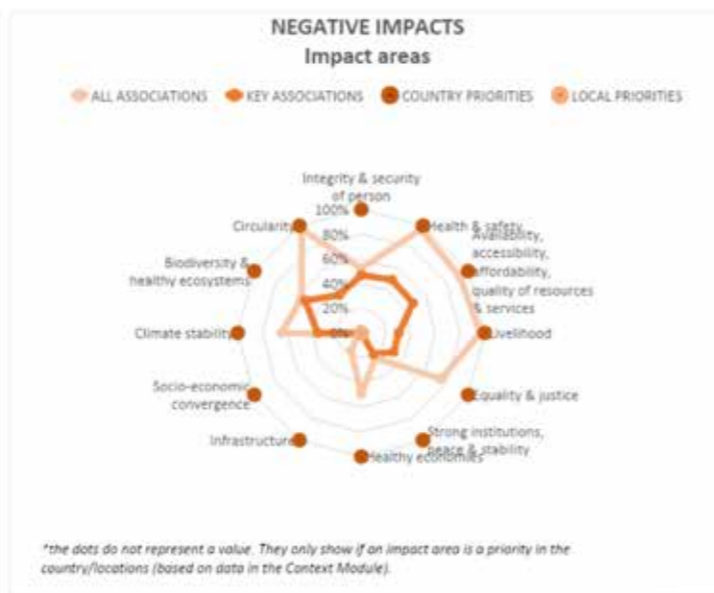 NEGATIVE IMPACTS
Impact areas
ALL ASSOCIATIONS KEY ASSOCIATIONS COUNTRY PRIORITIES LOCAL PRIORITIES
Integrity & security
of person
100%
80%
60%
40%
20%
0%
Health & safety
Availability,
accessibility,
affordability,
quality of resources
& services
Livelihood
Equality & justice
Strong institutions,
peace & stability
Healthy economies
Infrastructure
Socio-economic
convergence
Climate stability
Biodiversity &
healthy ecosystems
Circularity
*the dots do not represent a value. They only show if an impact area is a priority in the
country/locations (based on data in the Context Module).